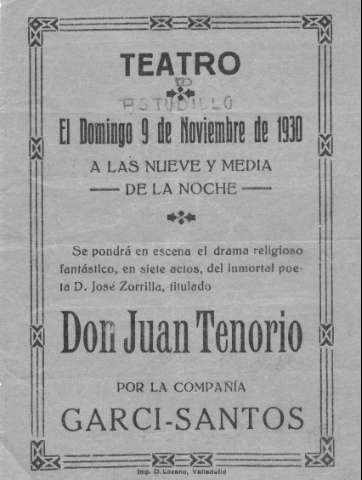 TEATRO
ASTUDILLO
El Domingo 9 de Noviembre de 1930
A LAS NUEVE Y MEDIA
DE LA NOCHE
Se pondrá en escena el drama religioso
fantástico, en siete actos, del inmortal poe-
ta D. José Zorrilla, titulado
Don Juan Tenorio
POR LA COMPAÑÍA
GARCI-SANTOS
Imp. O. Lozano, Valladolid